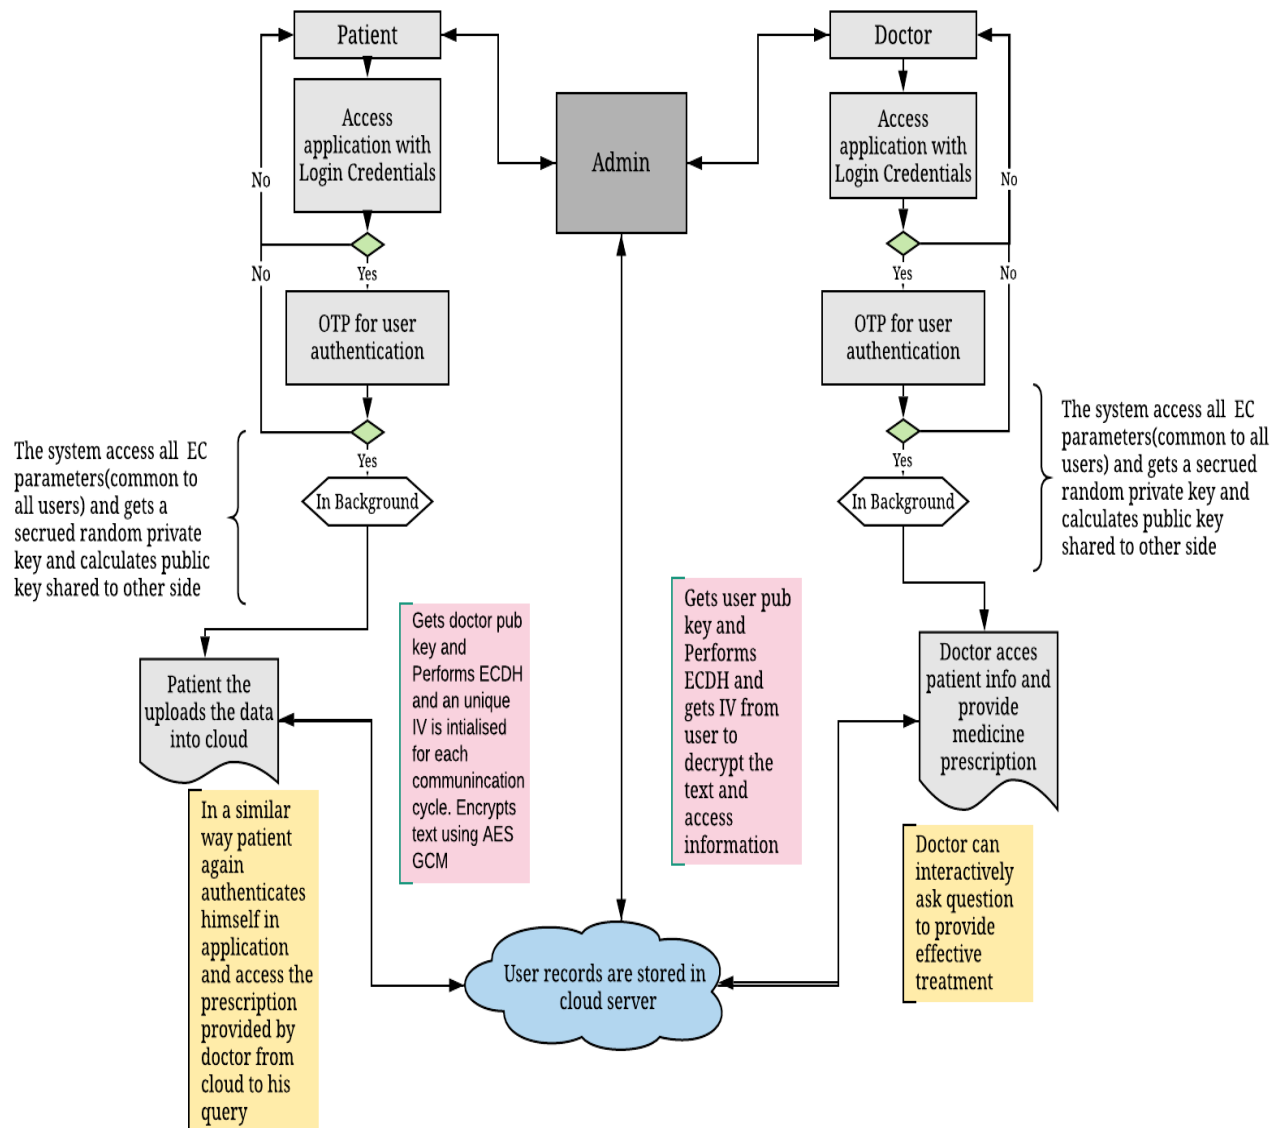 Patient
Doctor
Admin
Access
application with
Login Credentials
Access
application with
Login Credentials
No
No
Yes
Yes
No
No
OTP for user
authentication
OTP for user
authentication
Yes
Yes
The system access all  EC
parameters(common to
all users) and gets a
secrued random private
key and calculates public
key shared to other side
In Background
In Background
The system access all  EC
parameters(common to all
users) and gets a secrued
random private key and
calculates public key
shared to other side
Patient the
uploads the data
into cloud
Gets doctor pub
key and
Performs ECDH
and an unique
IV is intialised
for each
communincation
cycle. Encrypts
text using AES
GCM
Gets user pub
key and
Performs
ECDH and
gets IV from
user to
decrypt the
text and
access
information
Doctor acces
patient info and
provide
medicine
prescription
In a similar
way patient
again
authenticates
himself in
application
and access the
prescription
provided by
doctor from
cloud to his
query
User records are stored in
cloud server
Doctor can
interactively
ask question
to provide
effective
treatment